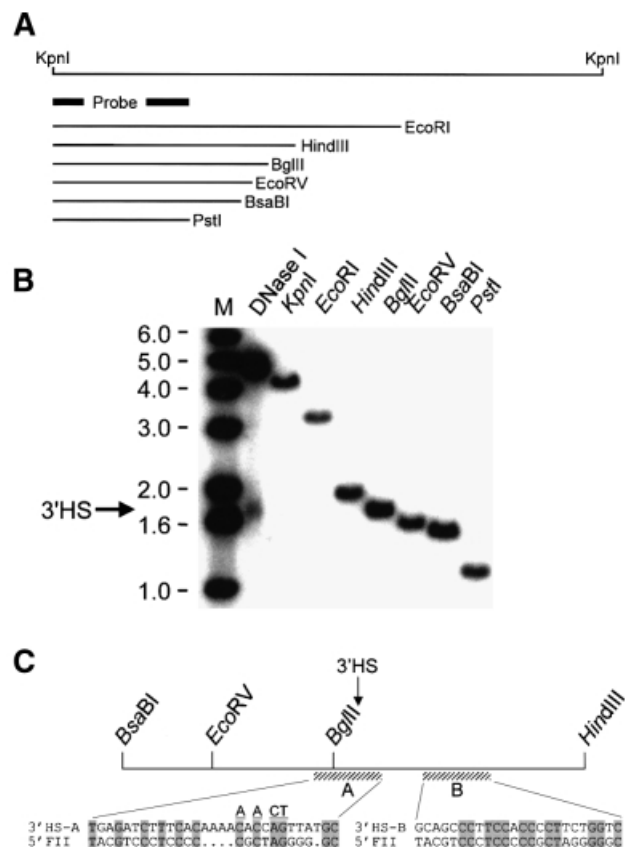 A
KpnI KpnI
Probe
EcoRI
HindIII
BglII
EcoRV
BsaBI
PstI
B
M DNase I KpnI EcoRI HindIII BglII EcoRV BsaBI PstI
6.0
5.0
4.0
3.0
2.0
3'HS 1.6
1.0
C
3'HS
BsaBI EcoRV BglII HindIII
A B
A A CT
3'HS-A TGAGATCTTTCACAAAACACCAGTTATGC 3'HS-B GCAGCCCTTCCACCCCTTCTGGTC
5'FII TACGTCCCTCCCC....CGCTAGGGG.GC 5'FII TACGTCCCTCCCCCGCTAGGGGGC